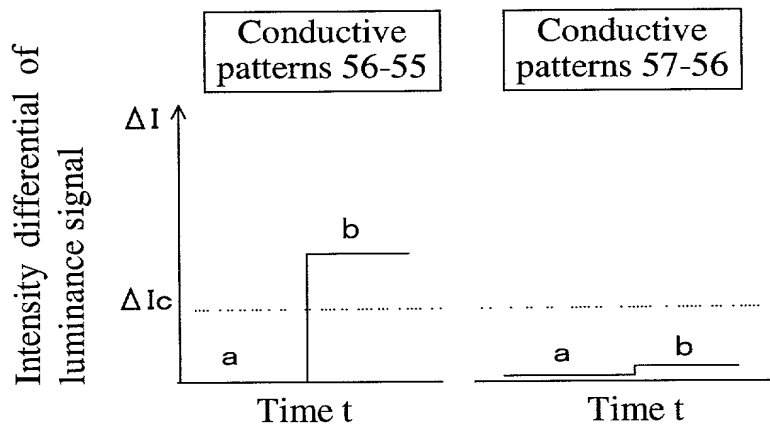 Conductive
patterns 56-55
Conductive
patterns 57-56
Intensity differential of
luminance signal
ΔI
ΔIc
a
b
a
b
Time t
Time t